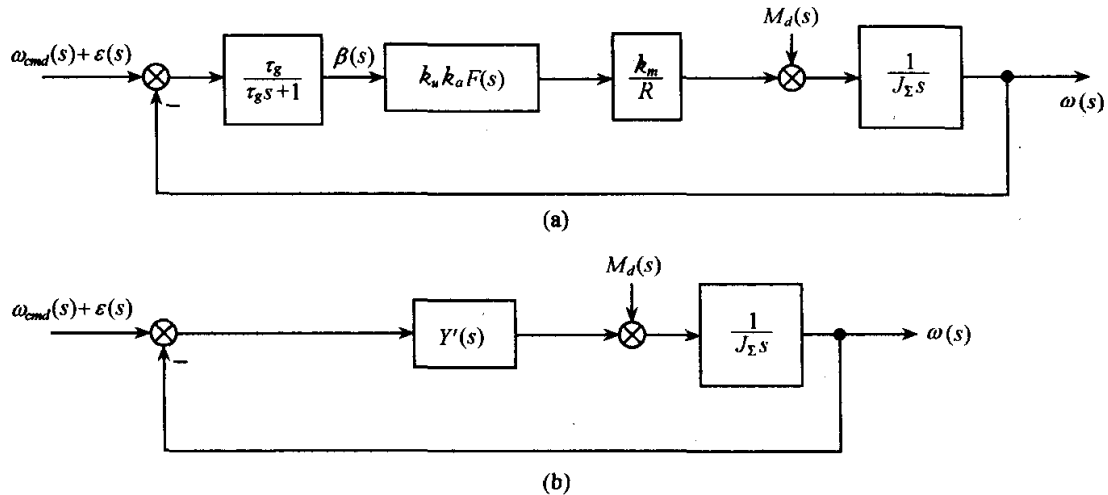 M_d(s)
ω_cmd(s)+ε(s)
τ_g
τ_g s+1
β(s)
k_u k_a F(s)
k_m
R
1
J_Σ s
ω(s)
−
(a)
M_d(s)
ω_cmd(s)+ε(s)
Y′(s)
1
J_Σ s
ω(s)
−
(b)